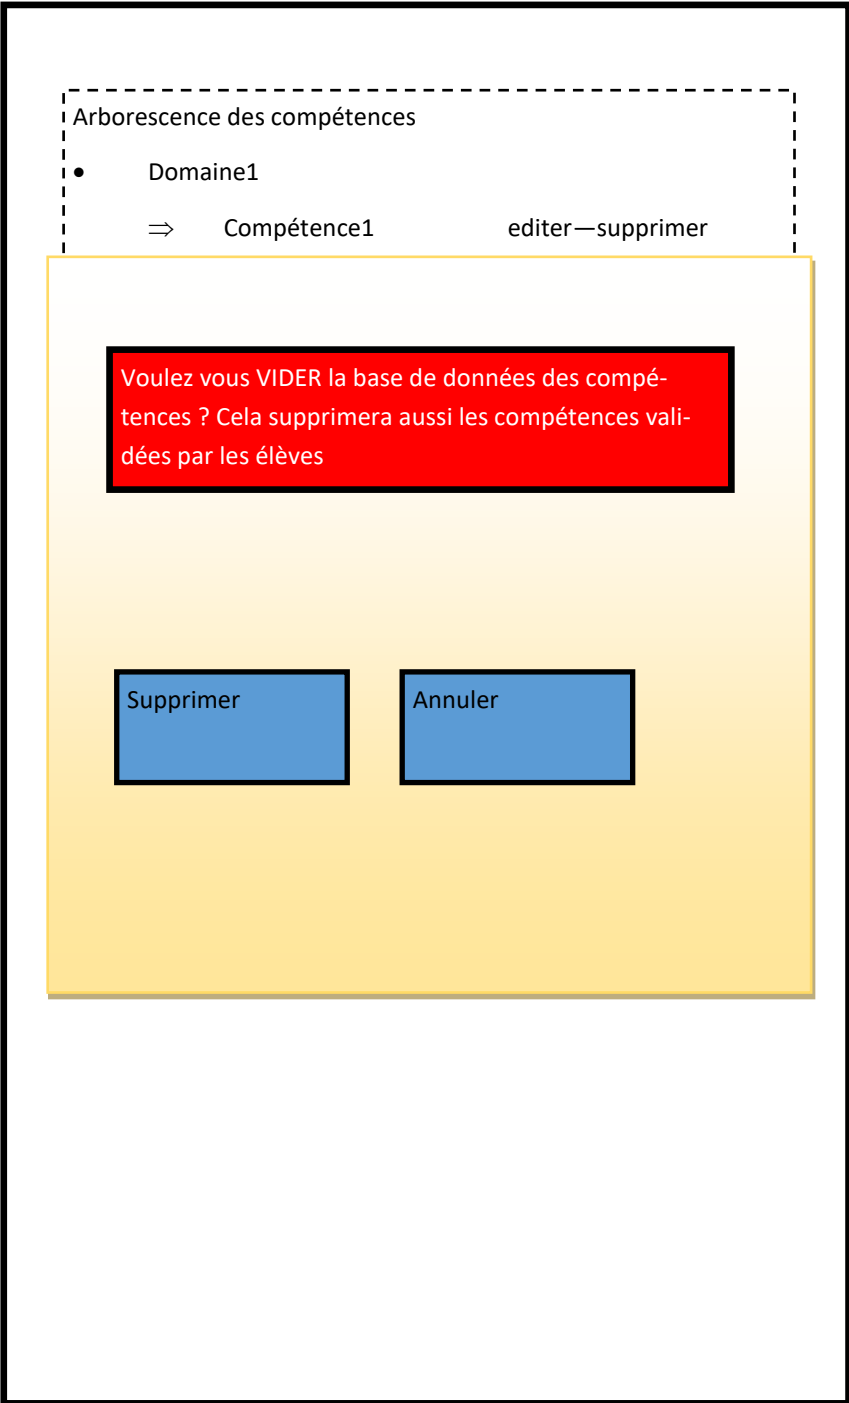 Arborescence des compétences
• Domaine1
⇒ Compétence1 editer—supprimer
Voulez vous VIDER la base de données des compé-
tences ? Cela supprimera aussi les compétences vali-
dées par les élèves
Supprimer Annuler